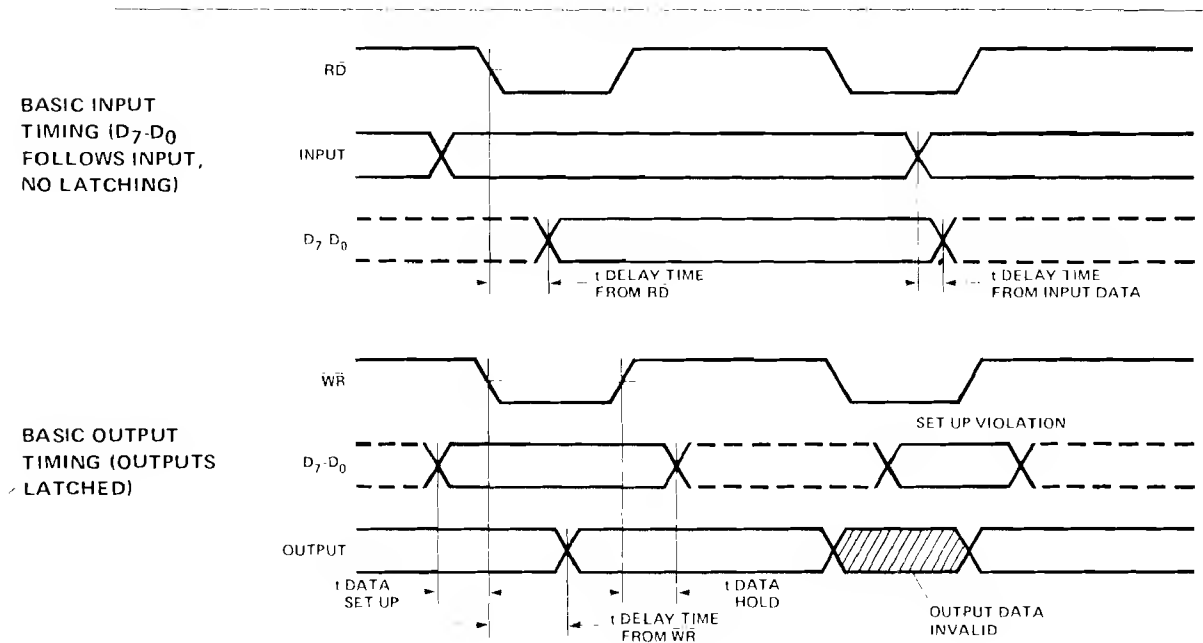 RD̅
BASIC INPUT
TIMING (D7-D0
FOLLOWS INPUT,
NO LATCHING)
INPUT
D7-D0
t DELAY TIME
FROM RD̅
t DELAY TIME
FROM INPUT DATA
W̅R̅
SET UP VIOLATION
BASIC OUTPUT
TIMING (OUTPUTS
LATCHED)
D7-D0
OUTPUT
t DATA
SET UP
t DELAY TIME
FROM W̅R̅
t DATA
HOLD
OUTPUT DATA
INVALID